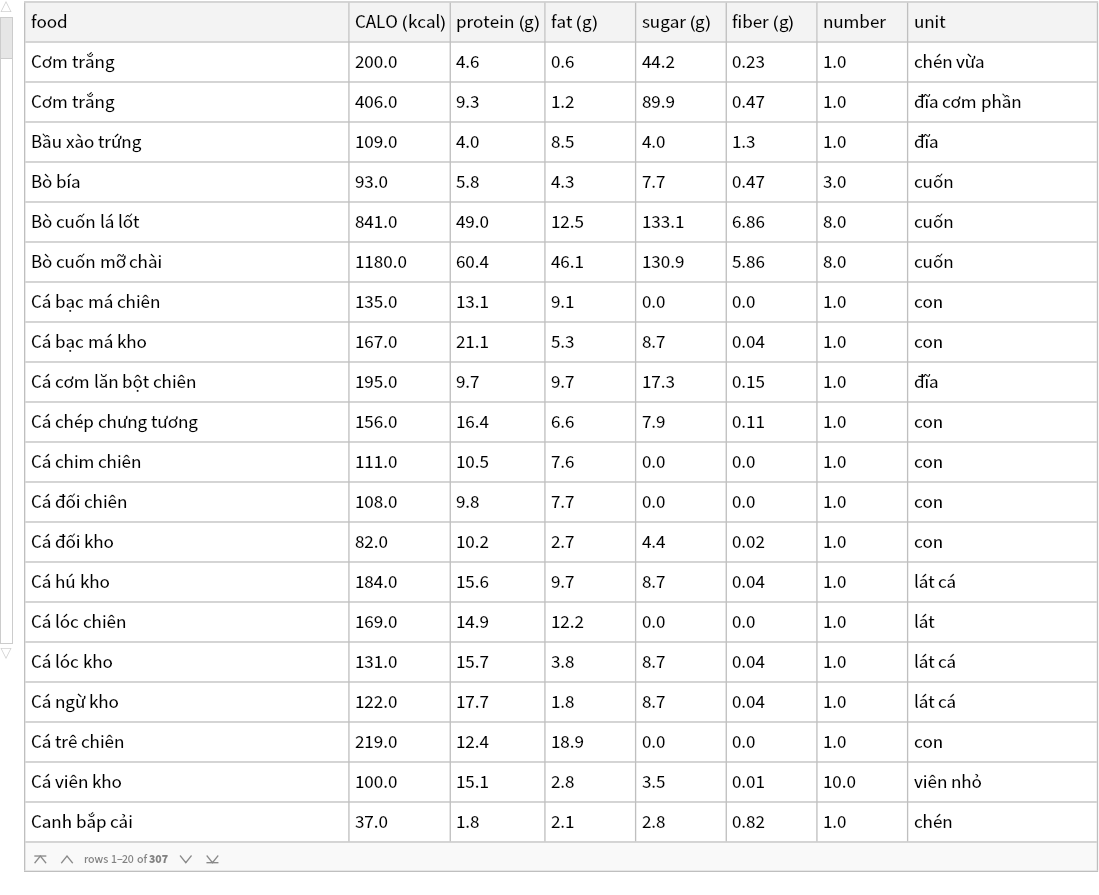 food CALO (kcal) protein (g) fat (g) sugar (g) fiber (g) number unit
Cơm trắng 200.0 4.6 0.6 44.2 0.23 1.0 chén vừa
Cơm trắng 406.0 9.3 1.2 89.9 0.47 1.0 đĩa cơm phần
Bầu xào trứng 109.0 4.0 8.5 4.0 1.3 1.0 đĩa
Bò bía 93.0 5.8 4.3 7.7 0.47 3.0 cuốn
Bò cuốn lá lốt 841.0 49.0 12.5 133.1 6.86 8.0 cuốn
Bò cuốn mỡ chài 1180.0 60.4 46.1 130.9 5.86 8.0 cuốn
Cá bạc má chiên 135.0 13.1 9.1 0.0 0.0 1.0 con
Cá bạc má kho 167.0 21.1 5.3 8.7 0.04 1.0 con
Cá cơm lăn bột chiên 195.0 9.7 9.7 17.3 0.15 1.0 đĩa
Cá chép chưng tương 156.0 16.4 6.6 7.9 0.11 1.0 con
Cá chim chiên 111.0 10.5 7.6 0.0 0.0 1.0 con
Cá đối chiên 108.0 9.8 7.7 0.0 0.0 1.0 con
Cá đối kho 82.0 10.2 2.7 4.4 0.02 1.0 con
Cá hú kho 184.0 15.6 9.7 8.7 0.04 1.0 lát cá
Cá lóc chiên 169.0 14.9 12.2 0.0 0.0 1.0 lát
Cá lóc kho 131.0 15.7 3.8 8.7 0.04 1.0 lát cá
Cá ngừ kho 122.0 17.7 1.8 8.7 0.04 1.0 lát cá
Cá trê chiên 219.0 12.4 18.9 0.0 0.0 1.0 con
Cá viên kho 100.0 15.1 2.8 3.5 0.01 10.0 viên nhỏ
Canh bắp cải 37.0 1.8 2.1 2.8 0.82 1.0 chén
rows 1–20 of 307